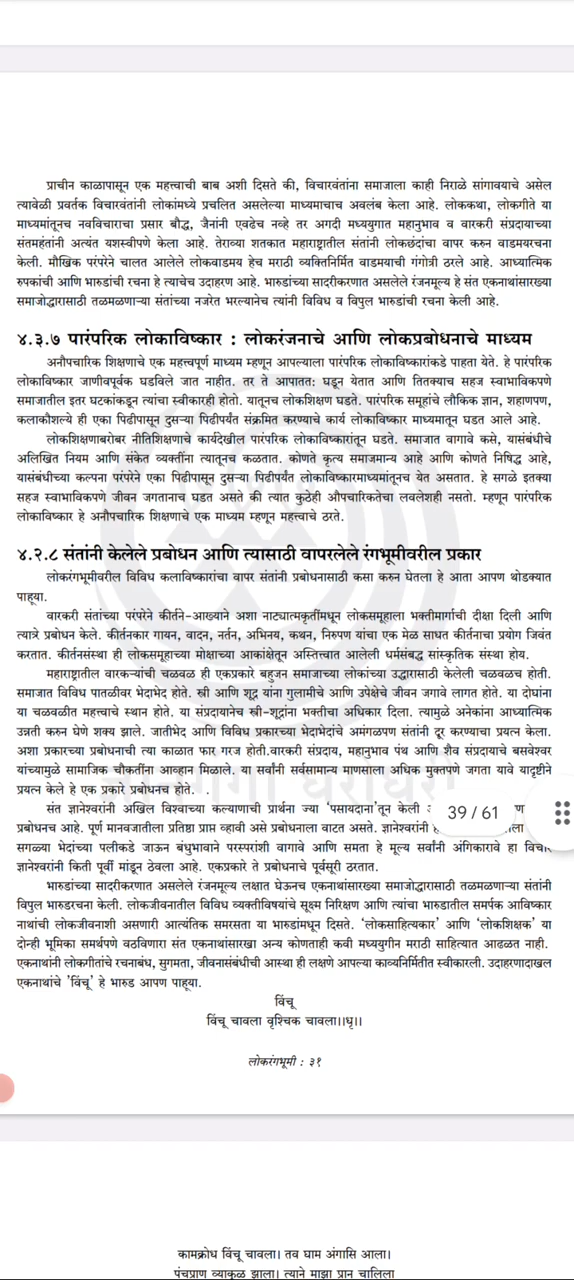 प्राचीन काळापासून एक महत्त्वाची बाब अशी दिसते की, विचारवंतांना समाजाला काही निराळे सांगावयाचे असेल
त्यावेळी प्रवर्तक विचारवंतांनी लोकांमध्ये प्रचलित असलेल्या माध्यमाचाच अवलंब केला आहे. लोककथा, लोकगीते या
माध्यमांतूनच नवविचाराचा प्रसार बौद्ध, जैनांनी एवढेच नव्हे तर अगदी मध्ययुगात महानुभाव व वारकरी संप्रदायाच्या
संतमहंतांनी अत्यंत यशस्वीपणे केला आहे. तेराव्या शतकात महाराष्ट्रातील संतांनी लोकछंदांचा वापर करुन वाडमयरचना
केली. मौखिक परंपरेने चालत आलेले लोकवाडमय हेच मराठी व्यक्तिनिर्मित वाडमयाची गंगोत्री ठरले आहे. आध्यात्मिक
रुपकांची आणि भारुडांची रचना हे त्याचेच उदाहरण आहे. भारुडांच्या सादरीकरणात असलेले रंजनमूल्य हे संत एकनाथांसारख्या
समाजोद्धारासाठी तळमळणाऱ्या संतांच्या नजरेत भरल्यानेच त्यांनी विविध व विपुल भारुडांची रचना केली आहे.
४.३.७ पारंपरिक लोकाविष्कार : लोकरंजनाचे आणि लोकप्रबोधनाचे माध्यम
अनौपचारिक शिक्षणाचे एक महत्त्वपूर्ण माध्यम म्हणून आपल्याला पारंपरिक लोकाविष्कारांकडे पाहता येते. हे पारंपरिक
लोकाविष्कार जाणीवपूर्वक घडविले जात नाहीत. तर ते आपातत: घडून येतात आणि तितक्याच सहज स्वाभाविकपणे
समाजातील इतर घटकांकडून त्यांचा स्वीकारही होतो. यातूनच लोकशिक्षण घडते. पारंपरिक समूहांचे लौकिक ज्ञान, शहाणपण,
कलाकौशल्ये ही एका पिढीपासून दुसऱ्या पिढीपर्यंत संक्रमित करण्याचे कार्य लोकाविष्कार माध्यमातून घडत आले आहे.
लोकशिक्षणाबरोबर नीतिशिक्षणाचे कार्यदेखील पारंपरिक लोकाविष्कारांतून घडते. समाजात वागावे कसे, यासंबंधीचे
अलिखित नियम आणि संकेत व्यक्तींना त्यातूनच कळतात. कोणते कृत्य समाजमान्य आहे आणि कोणते निषिद्ध आहे,
यासंबंधीच्या कल्पना परंपरेने एका पिढीपासून दुसऱ्या पिढीपर्यंत लोकाविष्कारमाध्यमांतूनच येत असतात. हे सगळे इतक्या
सहज स्वाभाविकपणे जीवन जगतानाच घडत असते की त्यात कुठेही औपचारिकतेचा लवलेशही नसतो. म्हणून पारंपरिक
लोकाविष्कार हे अनौपचारिक शिक्षणाचे एक माध्यम म्हणून महत्त्वाचे ठरते.
४.२.८ संतांनी केलेले प्रबोधन आणि त्यासाठी वापरलेले रंगभूमीवरील प्रकार
लोकरंगभूमीवरील विविध कलाविष्कारांचा वापर संतांनी प्रबोधनासाठी कसा करुन घेतला हे आता आपण थोडक्यात
पाहूया.
वारकरी संतांच्या परंपरेने कीर्तने-आख्याने अशा नाट्यात्मकृतींमधून लोकसमूहाला भक्तीमार्गाची दीक्षा दिली आणि
त्यात्रे प्रबोधन केले. कीर्तनकार गायन, वादन, नर्तन, अभिनय, कथन, निरुपण यांचा एक मेळ साधत कीर्तनाचा प्रयोग जिवंत
करतात. कीर्तनसंस्था ही लोकसमूहाच्या मोक्षाच्या आकांक्षेतून अस्तित्वात आलेली धर्मसंबद्ध सांस्कृतिक संस्था होय.
महाराष्ट्रातील वारकऱ्यांची चळवळ ही एकप्रकारे बहुजन समाजाच्या लोकांच्या उद्धारासाठी केलेली चळवळच होती.
समाजात विविध पातळीवर भेदाभेद होते. स्त्री आणि शूद्र यांना गुलामीचे आणि उपेक्षेचे जीवन जगावे लागत होते. या दोघांना
या चळवळीत महत्त्वाचे स्थान होते. या संप्रदायानेच स्त्री-शूद्रांना भक्तीचा अधिकार दिला. त्यामुळे अनेकांना आध्यात्मिक
उन्नती करुन घेणे शक्य झाले. जातीभेद आणि विविध प्रकारच्या भेदाभेदांचे अमंगळपण संतांनी दूर करण्याचा प्रयत्न केला.
अशा प्रकारच्या प्रबोधनाची त्या काळात फार गरज होती.वारकरी संप्रदाय, महानुभाव पंथ आणि शैव संप्रदायाचे बसवेश्वर
यांच्यामुळे सामाजिक चौकतींना आव्हान मिळाले. या सर्वांनी सर्वसामान्य माणसाला अधिक मुक्तपणे जगता यावे यादृष्टीने
प्रयत्न केले हे एक प्रकारे प्रबोधनच होते. .
संत ज्ञानेश्वरांनी अखिल विश्वाच्या कल्याणाची प्रार्थना ज्या 'पसायदाना'तून केली
39 / 61
प्रबोधनच आहे. पूर्ण मानवजातीला प्रतिष्ठा प्राप्त व्हावी असे प्रबोधनाला वाटत असते. ज्ञानेश्वरांनी
सगळ्या भेदांच्या पलीकडे जाऊन बंधुभावाने परस्परांशी वागावे आणि समता हे मूल्य सर्वांनी अंगिकारावे हा विचार
ज्ञानेश्वरांनी किती पूर्वी मांडून ठेवला आहे. एकप्रकारे ते प्रबोधनाचे पूर्वसूरी ठरतात.
भारुडांच्या सादरीकरणात असलेले रंजनमूल्य लक्षात घेऊनच एकनाथांसारख्या समाजोद्धारासाठी तळमळणाऱ्या संतांनी
विपुल भारुडरचना केली. लोकजीवनातील विविध व्यक्तीविषयांचे सूक्ष्म निरिक्षण आणि त्यांचा भारुडातील समर्पक आविष्कार
नाथांची लोकजीवनाशी असणारी आत्यंतिक समरसता या भारुडांमधून दिसते. 'लोकसाहित्यकार' आणि 'लोकशिक्षक' या
दोन्ही भूमिका समर्थपणे वठविणारा संत एकनाथांसारखा अन्य कोणताही कवी मध्ययुगीन मराठी साहित्यात आढळत नाही.
एकनाथांनी लोकगीतांचे रचनाबंध, सुगमता, जीवनासंबंधीची आस्था ही लक्षणे आपल्या काव्यनिर्मितीत स्वीकारली. उदाहरणादाखल
एकनाथांचे 'विंचू' हे भारुड आपण पाहूया.
विंचू
विंचू चावला वृश्चिक चावला।।धृ।।
लोकरंगभूमी : ३१
कामक्रोध विंचू चावला। तव घाम अंगासि आला।
पंचप्राण व्याकूळ झाला। त्याने माझा प्रान चालिला